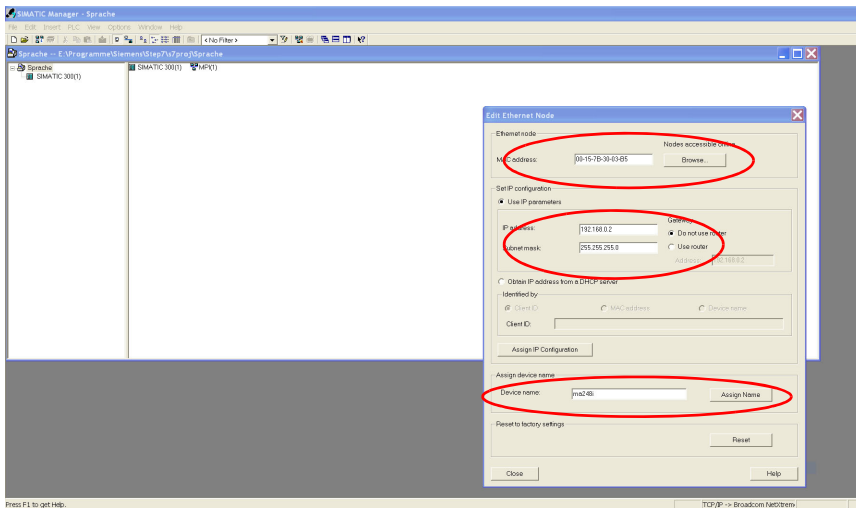 SIMATIC Manager - Sprache
File Edit Insert PLC View Options Window Help
< No Filter >
Sprache -- E:\Programme\Siemens\Step7\s7proj\Sprache
Sprache
SIMATIC 300(1)
SIMATIC 300(1) MPI(1)
Edit Ethernet Node
Ethernet node
Nodes accessible online
MAC address: 00-15-7B-30-03-B5 Browse...
Set IP configuration
Use IP parameters
Gateway
IP address: 192.168.0.2 Do not use router
Subnet mask: 255.255.255.0 Use router
Address: 192.168.0.2
Obtain IP address from a DHCP server
Identified by
Client ID MAC address Device name
Client ID:
Assign IP Configuration
Assign device name
Device name: ma248i Assign Name
Reset to factory settings
Reset
Close Help
Press F1 to get Help. TCP/IP -> Broadcom NetXtrem